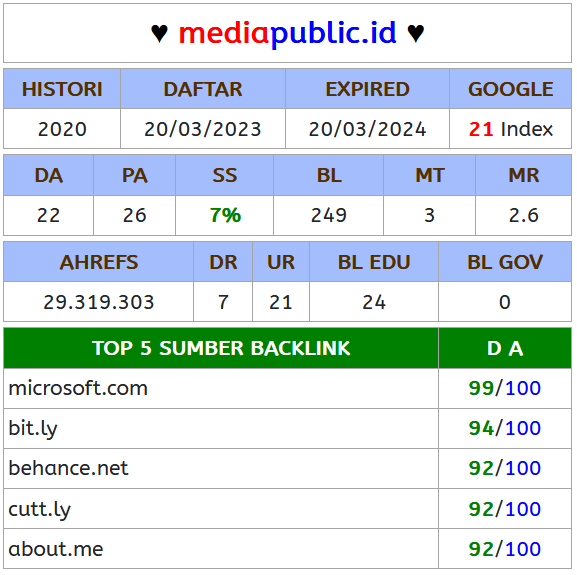 ♥ mediapublic.id ♥
HISTORI DAFTAR EXPIRED GOOGLE
2020 20/03/2023 20/03/2024 21 Index
DA PA SS BL MT MR
22 26 7% 249 3 2.6
AHREFS DR UR BL EDU BL GOV
29.319.303 7 21 24 0
TOP 5 SUMBER BACKLINK D A
microsoft.com 99/100
bit.ly 94/100
behance.net 92/100
cutt.ly 92/100
about.me 92/100